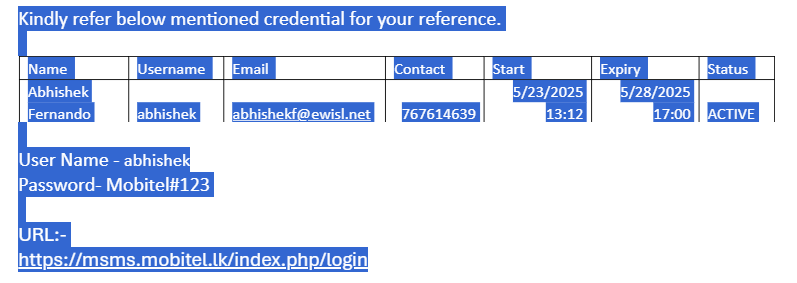 Kindly refer below mentioned credential for your reference.
Name Username Email Contact Start Expiry Status
Abhishek 5/23/2025 5/28/2025
Fernando abhishek abhishekf@ewisl.net 767614639 13:12 17:00 ACTIVE
User Name - abhishek
Password- Mobitel#123
URL:-
https://msms.mobitel.lk/index.php/login